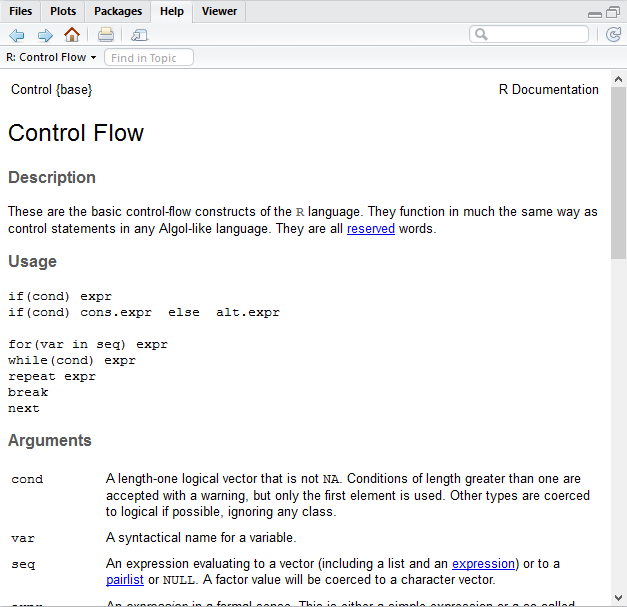 Files Plots Packages Help Viewer
R: Control Flow Find in Topic
Control {base} R Documentation
Control Flow
Description
These are the basic control-flow constructs of the R language. They function in much the same way as
control statements in any Algol-like language. They are all reserved words.
Usage
if(cond) expr
if(cond) cons.expr  else  alt.expr
for(var in seq) expr
while(cond) expr
repeat expr
break
next
Arguments
cond A length-one logical vector that is not NA. Conditions of length greater than one are
accepted with a warning, but only the first element is used. Other types are coerced
to logical if possible, ignoring any class.
var A syntactical name for a variable.
seq An expression evaluating to a vector (including a list and an expression) or to a
pairlist or NULL. A factor value will be coerced to a character vector.
An expression in a formal sense. This is either a simple expression or a so called